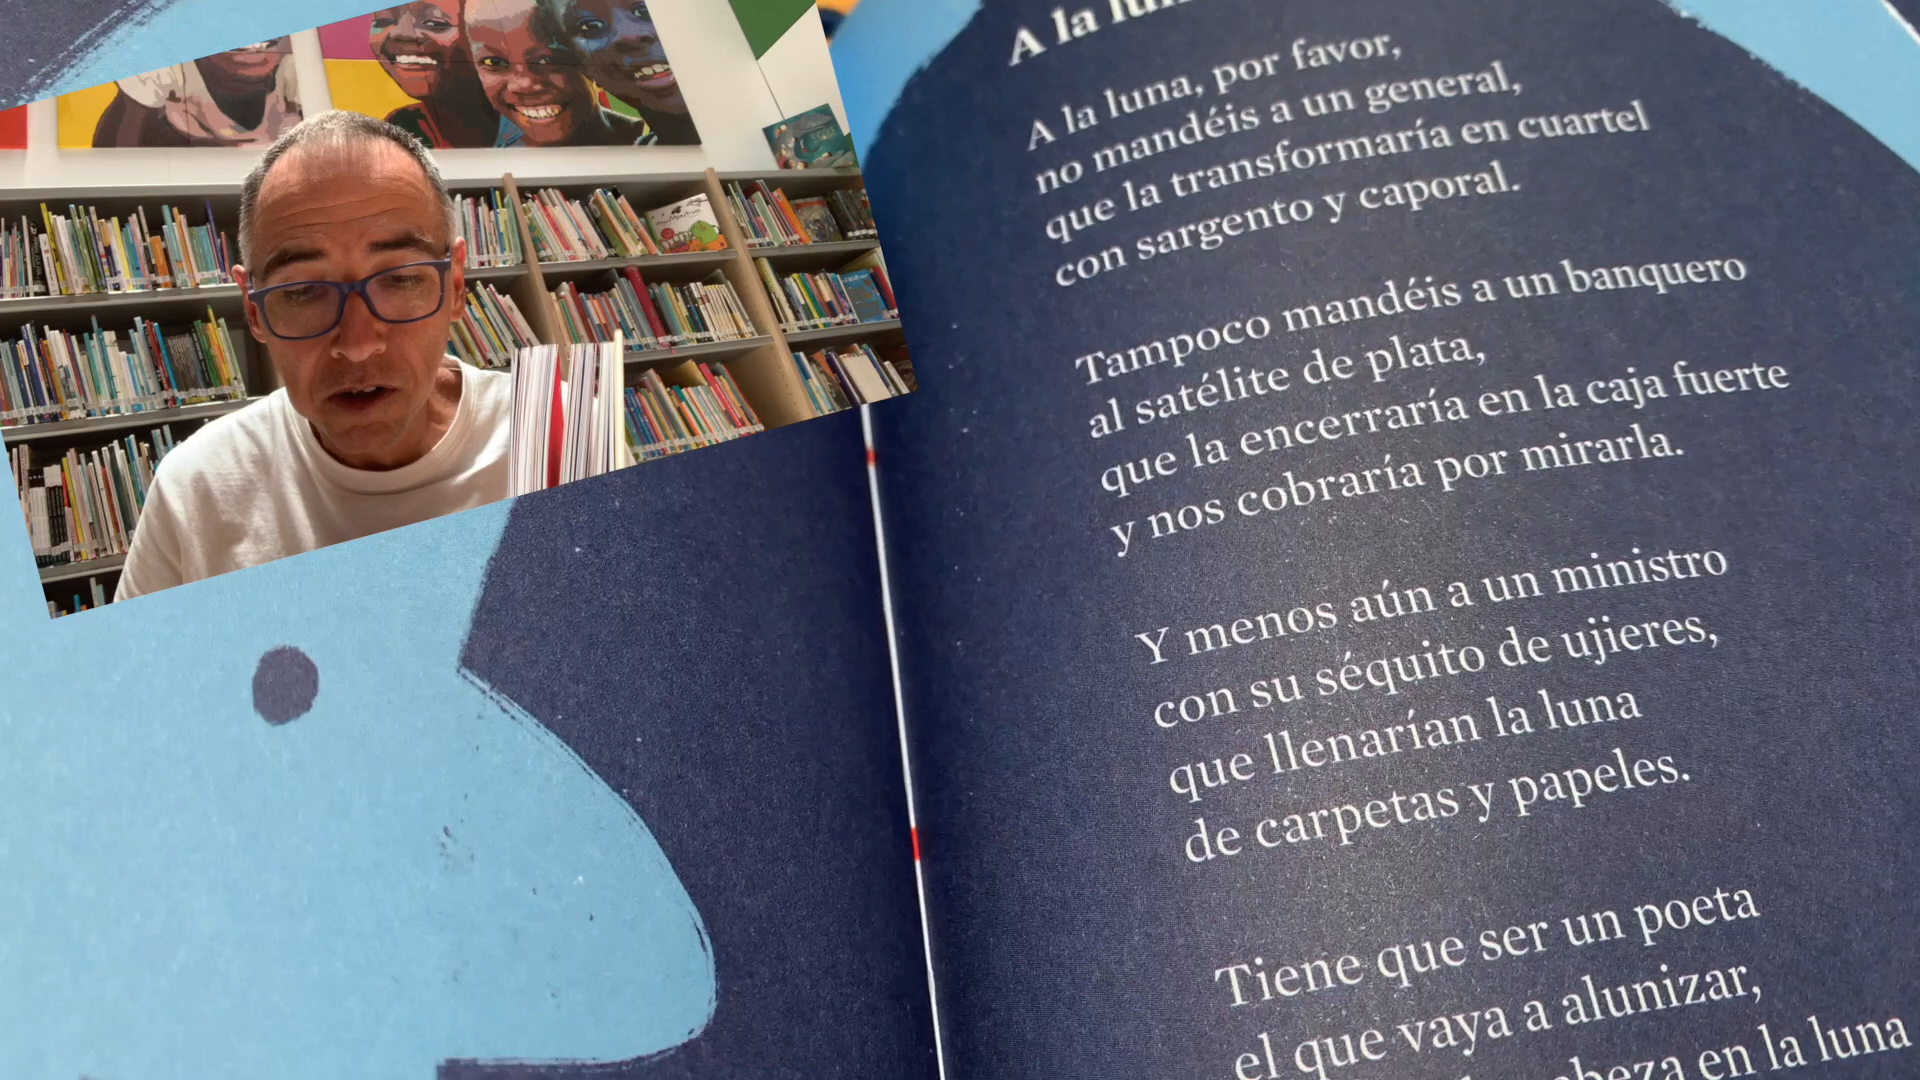 A la
A la luna, por favor,
no mandéis a un general,
que la transformaría en cuartel
con sargento y caporal.
Tampoco mandéis a un banquero
al satélite de plata,
que la encerraría en la caja fuerte
y nos cobraría por mirarla.
Y menos aún a un ministro
con su séquito de ujieres,
que llenarían la luna
de carpetas y papeles.
Tiene que ser un poeta
el que vaya a alunizar,
en la luna